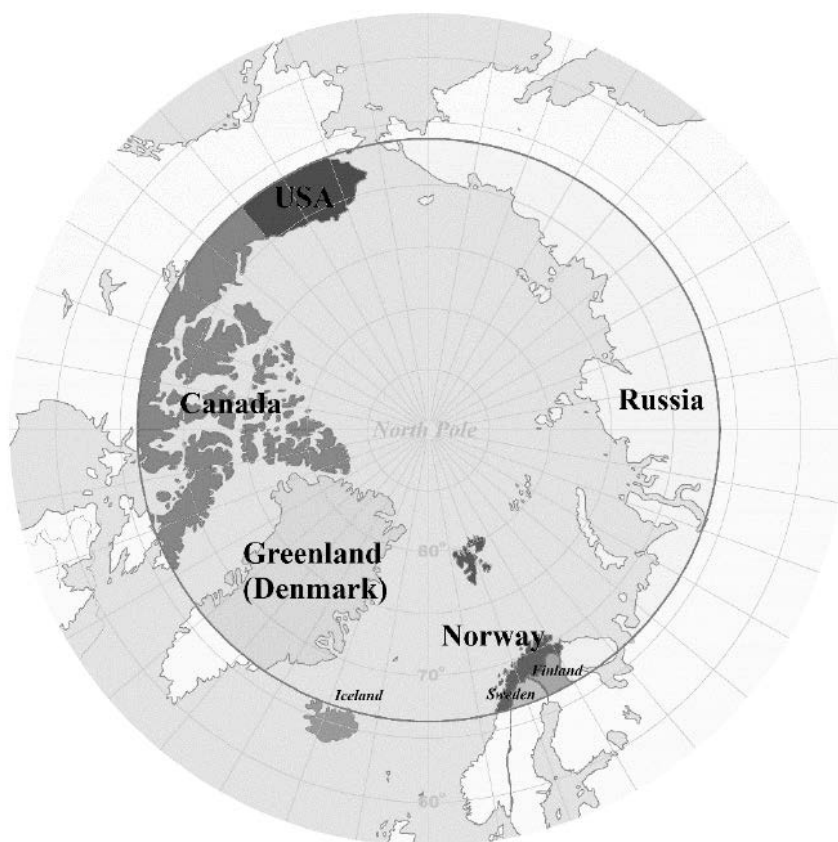 USA
Canada
Russia
North Pole
Greenland
(Denmark)
80°
Norway
Finland
70°
Sweden
Iceland
60°